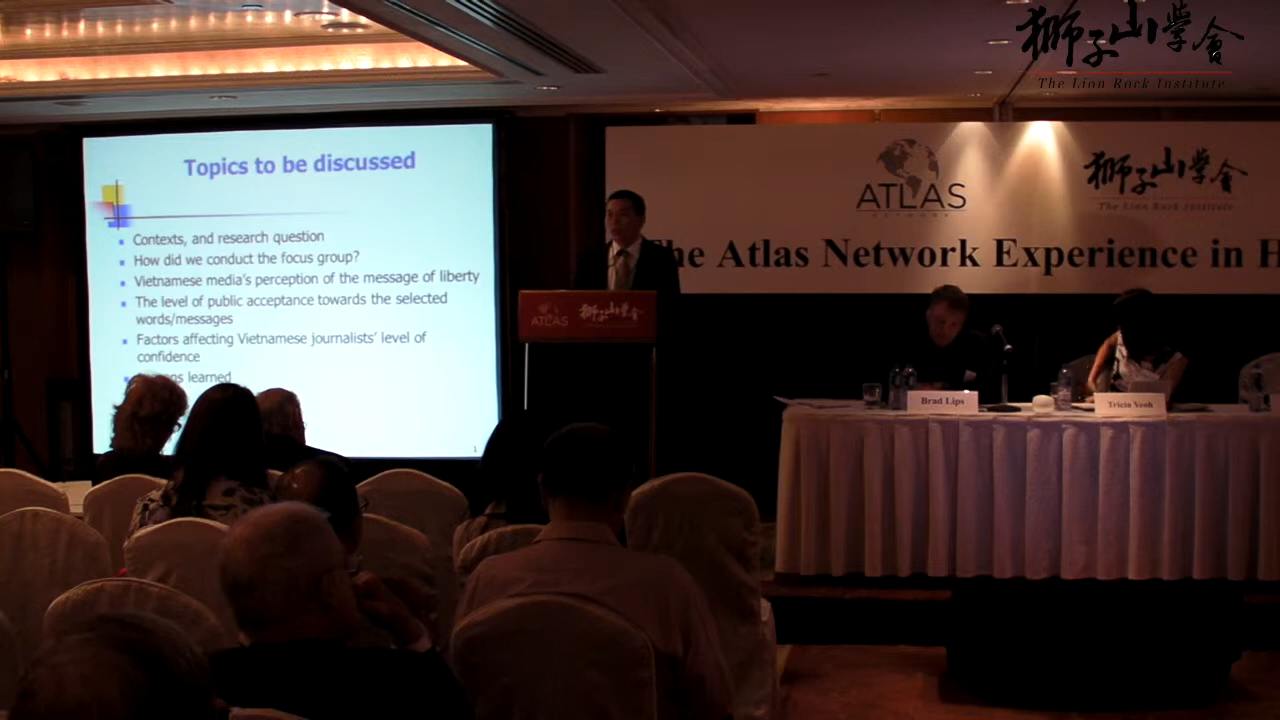 獅子山學會
The Lion Rock Institute
Topics to be discussed
Contexts, and research question
How did we conduct the focus group?
Vietnamese media's perception of the message of liberty
The level of public acceptance towards the selected
words/messages
Factors affecting Vietnamese journalists' level of
confidence
learned
1
ATLAS
NETWORK
獅子山學會
The Lion Rock Institute
The Atlas Network Experience in H
ATLAS
獅子山學會
Brad Lips
Tricia Yeoh